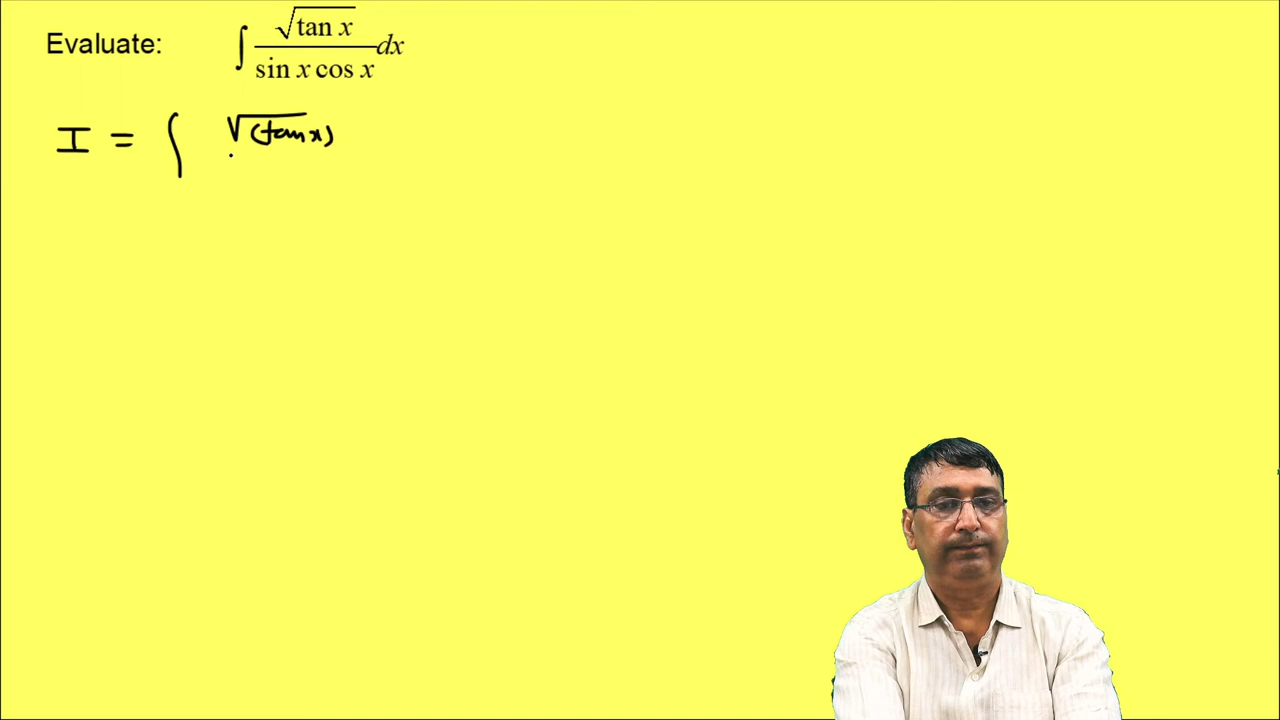 Evaluate: ∫ √(tan x) / (sin x cos x) dx
I = ∫ √(tan x)